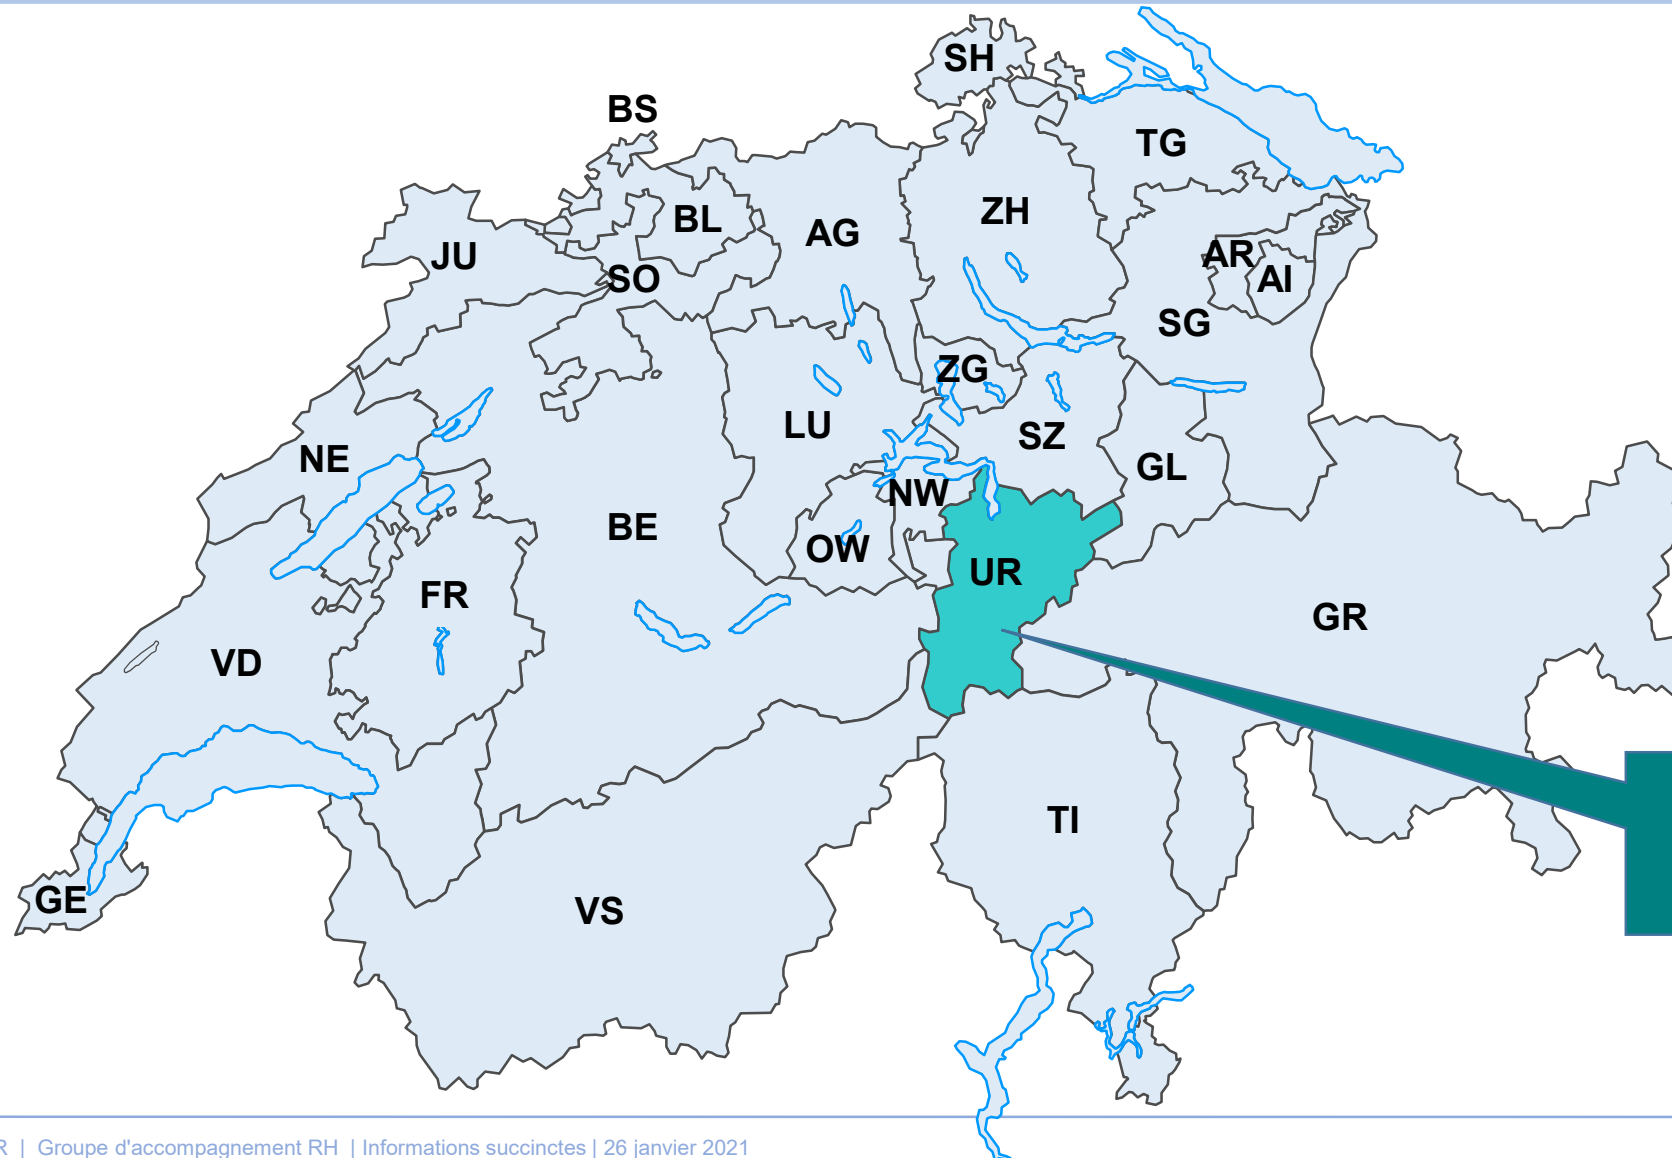 SH
BS
TG
ZH
BL
AG
JU
AR
SO
AI
SG
ZG
LU
SZ
NE
GL
NW
BE
OW
UR
FR
GR
VD
TI
GE
VS
R | Groupe d'accompagnement RH | Informations succinctes | 26 janvier 2021